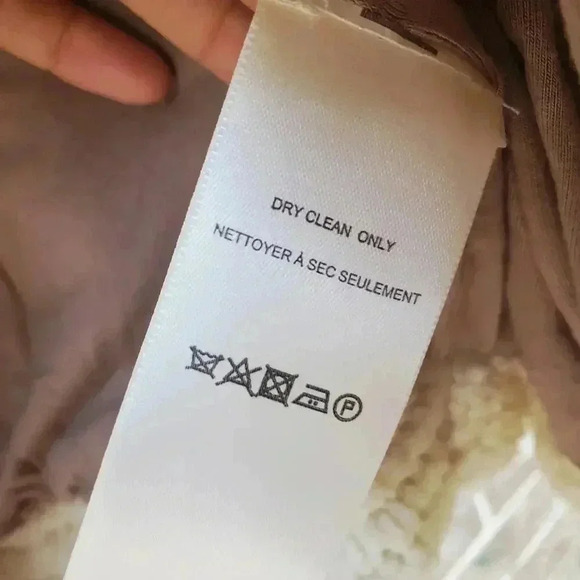 DRY CLEAN ONLY
NETTOYER À SEC SEULEMENT
P